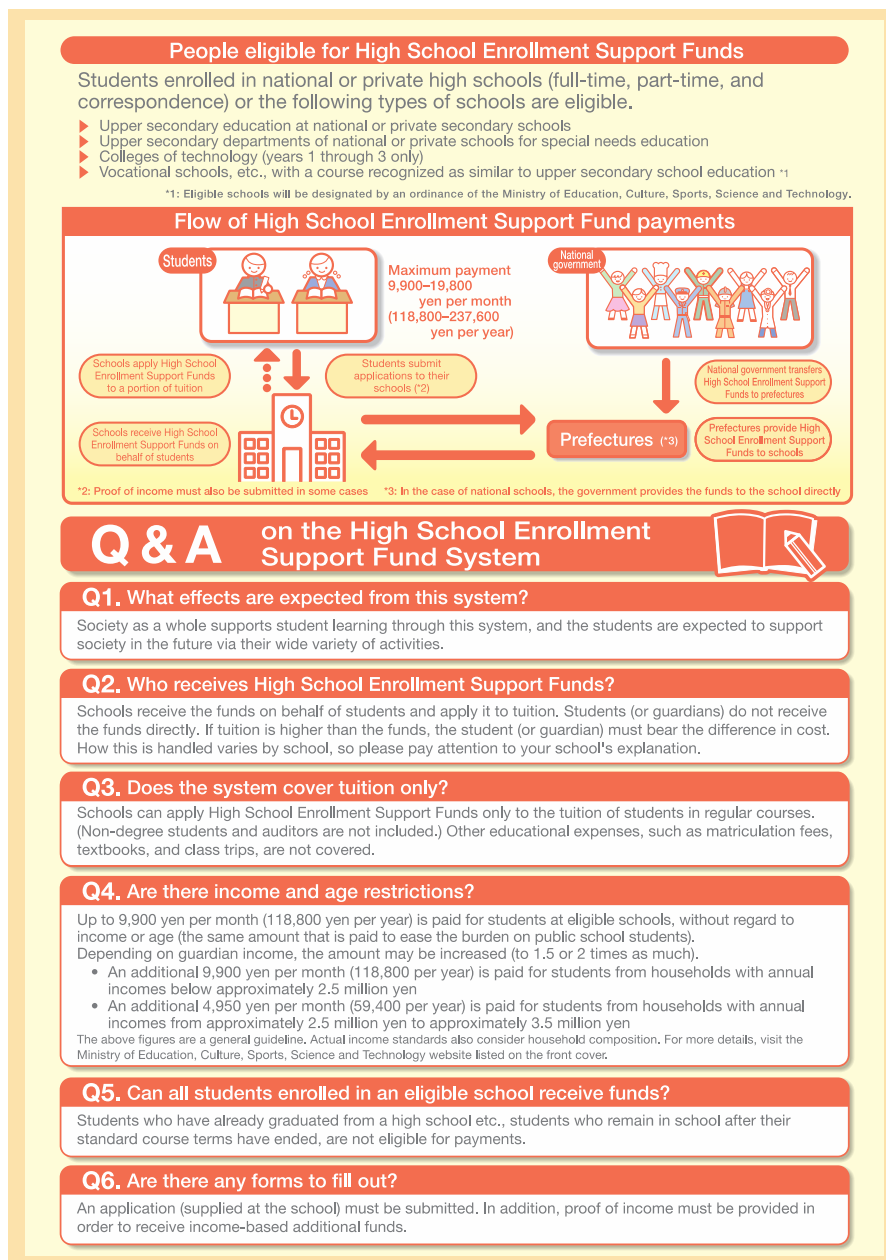 People eligible for High School Enrollment Support Funds
Students enrolled in national or private high schools (full-time, part-time, and
correspondence) or the following types of schools are eligible.
Upper secondary education at national or private secondary schools
Upper secondary departments of national or private schools for special needs education
Colleges of technology (years 1 through 3 only)
Vocational schools, etc., with a course recognized as similar to upper secondary school education *1
*1: Eligible schools will be designated by an ordinance of the Ministry of Education, Culture, Sports, Science and Technology.
Flow of High School Enrollment Support Fund payments
Students
Maximum payment
9,900–19,800
yen per month
(118,800–237,600
yen per year)
National
government
Schools apply High School
Enrollment Support Funds
to a portion of tuition
Students submit
applications to their
schools (*2)
National government transfers
High School Enrollment Support
Funds to prefectures
Schools receive High School
Enrollment Support Funds on
behalf of students
Prefectures (*3)
Prefectures provide High
School Enrollment Support
Funds to schools
*2: Proof of income must also be submitted in some cases
*3: In the case of national schools, the government provides the funds to the school directly
Q & A
on the High School Enrollment
Support Fund System
Q1. What effects are expected from this system?
Society as a whole supports student learning through this system, and the students are expected to support
society in the future via their wide variety of activities.
Q2. Who receives High School Enrollment Support Funds?
Schools receive the funds on behalf of students and apply it to tuition. Students (or guardians) do not receive
the funds directly. If tuition is higher than the funds, the student (or guardian) must bear the difference in cost.
How this is handled varies by school, so please pay attention to your school's explanation.
Q3. Does the system cover tuition only?
Schools can apply High School Enrollment Support Funds only to the tuition of students in regular courses.
(Non-degree students and auditors are not included.) Other educational expenses, such as matriculation fees,
textbooks, and class trips, are not covered.
Q4. Are there income and age restrictions?
Up to 9,900 yen per month (118,800 yen per year) is paid for students at eligible schools, without regard to
income or age (the same amount that is paid to ease the burden on public school students).
Depending on guardian income, the amount may be increased (to 1.5 or 2 times as much).
• An additional 9,900 yen per month (118,800 per year) is paid for students from households with annual
incomes below approximately 2.5 million yen
• An additional 4,950 yen per month (59,400 per year) is paid for students from households with annual
incomes from approximately 2.5 million yen to approximately 3.5 million yen
The above figures are a general guideline. Actual income standards also consider household composition. For more details, visit the
Ministry of Education, Culture, Sports, Science and Technology website listed on the front cover.
Q5. Can all students enrolled in an eligible school receive funds?
Students who have already graduated from a high school etc., students who remain in school after their
standard course terms have ended, are not eligible for payments.
Q6. Are there any forms to fill out?
An application (supplied at the school) must be submitted. In addition, proof of income must be provided in
order to receive income-based additional funds.